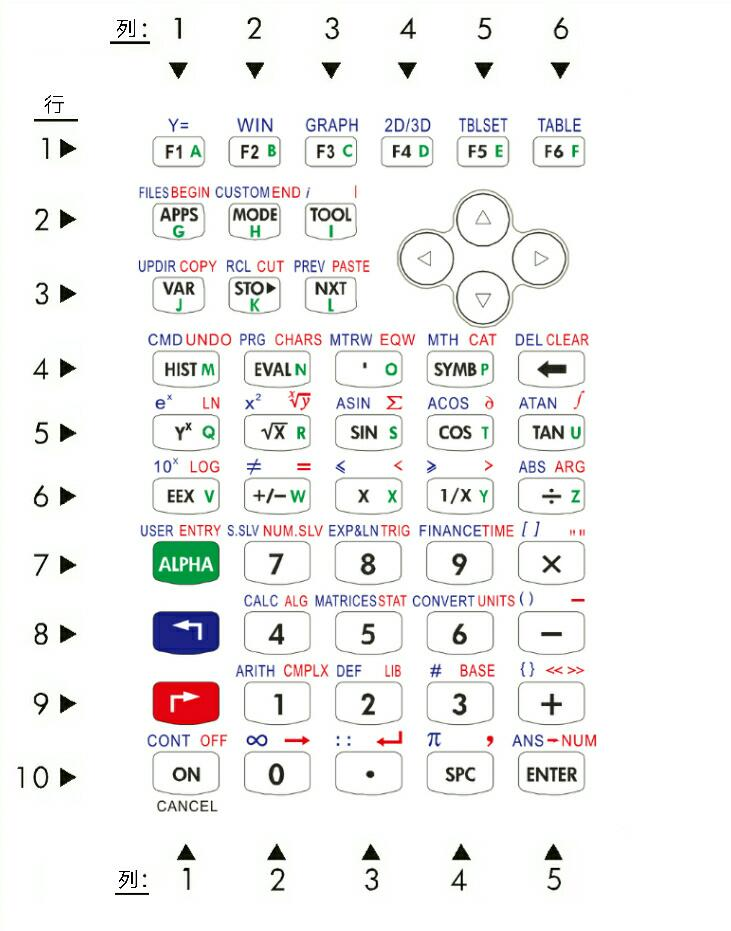 列: 1 2 3 4 5 6
行
Y= WIN GRAPH 2D/3D TBLSET TABLE
1 F1 A F2 B F3 C F4 D F5 E F6 F
FILES BEGIN CUSTOM END i |
2 APPS G MODE H TOOL I
UPDIR COPY RCL CUT PREV PASTE
3 VAR J STO▶ K NXT L
CMD UNDO PRG CHARS MTRW EQW MTH CAT DEL CLEAR
4 HIST M EVAL N ' O SYMB P
eˣ LN x² ˣ√y ASIN Σ ACOS ∂ ATAN ∫
5 Yˣ Q √X R SIN S COS T TAN U
10ˣ LOG ≠ = ≤ < ≥ > ABS ARG
6 EEX V +/− W X X 1/X Y ÷ Z
USER ENTRY S.SLV NUM.SLV EXP&LN TRIG FINANCE TIME [ ] " "
7 ALPHA 7 8 9 ×
CALC ALG MATRICES STAT CONVERT UNITS ( ) _
8 4 5 6 −
ARITH CMPLX DEF LIB # BASE { } << >>
9 1 2 3 +
CONT OFF ∞ → : : ↵ π , ANS→NUM
10 ON 0 . SPC ENTER
CANCEL
列: 1 2 3 4 5